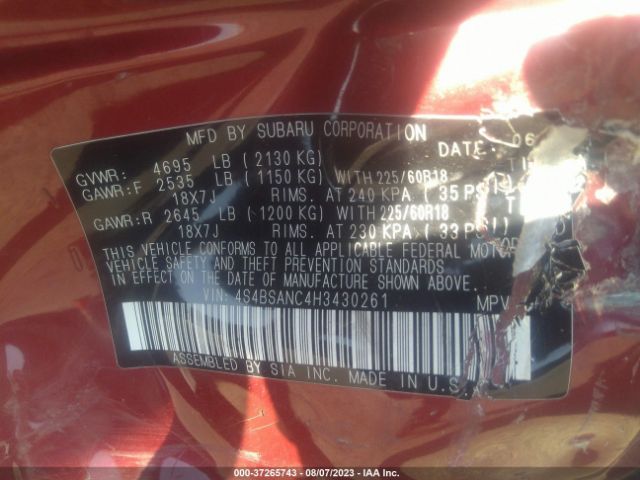 MFD BY SUBARU CORPORATION DATE: 06
GVWR: 4695 LB (2130 KG)
GAWR:F 2535 LB (1150 KG) WITH 225/60R18
18X7J RIMS. AT 240 KPA (35 PSI)
GAWR:R 2645 LB (1200 KG) WITH 225/60R18
18X7J RIMS. AT 230 KPA (33 PSI)
THIS VEHICLE CONFORMS TO ALL APPLICABLE FEDERAL MOTOR
VEHICLE SAFETY AND THEFT PREVENTION STANDARDS
IN EFFECT ON THE DATE OF MANUFACTURE SHOWN ABOVE.
VIN: 4S4BSANC4H3430261 MPV
ASSEMBLED BY SIA INC. MADE IN U.S.
000-37265743 - 08/07/2023 - IAA Inc.